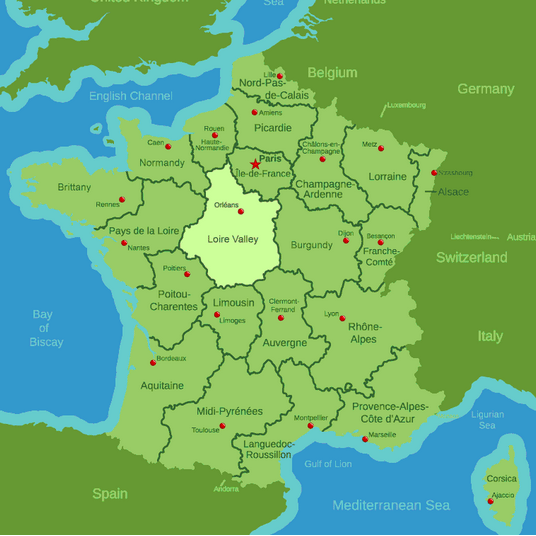 United Kingdom
Sea
Netherlands
Lille
Belgium
Nord-Pas-
de-Calais
Germany
English Channel
Luxembourg
Amiens
Picardie
Rouen
Haute-
Normandie
Caen
Normandy
Paris
Île-de-France
Châlons-en-
Champagne
Metz
Champagne-
Ardenne
Lorraine
Strasbourg
Alsace
Brittany
Rennes
Orléans
Pays de la Loire
Nantes
Loire Valley
Burgundy
Dijon
Besançon
Franche-
Comté
Liechtenstein
Austria
Switzerland
Poitiers
Poitou-
Charentes
Limousin
Limoges
Clermont-
Ferrand
Auvergne
Lyon
Rhône-
Alpes
Bay
of
Biscay
Italy
Bordeaux
Aquitaine
Midi-Pyrénées
Toulouse
Montpellier
Languedoc-
Roussillon
Provence-Alpes-
Côte d'Azur
Marseille
Ligurian
Sea
Gulf of Lion
Andorra
Spain
Mediterranean Sea
Corsica
Ajaccio